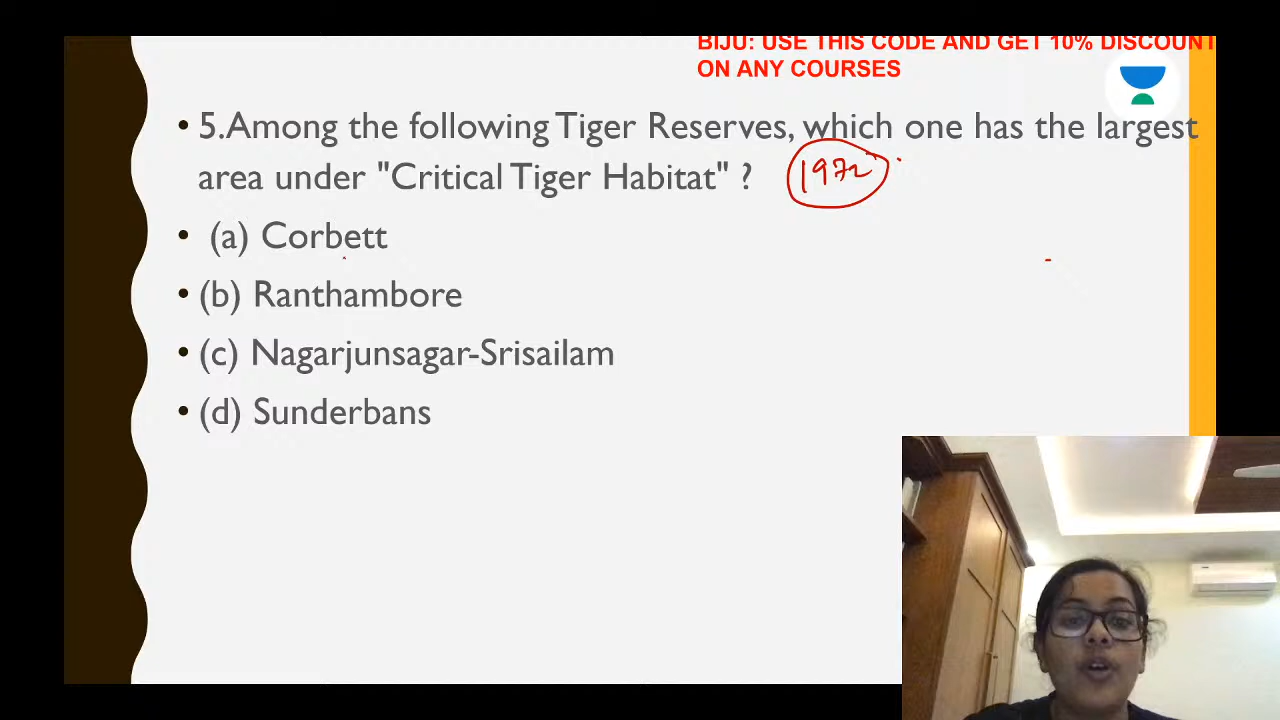 BIJU: USE THIS CODE AND GET 10% DISCOUNT
ON ANY COURSES
• 5.Among the following Tiger Reserves, which one has the largest
area under "Critical Tiger Habitat" ?
1972
• (a) Corbett
• (b) Ranthambore
• (c) Nagarjunsagar-Srisailam
• (d) Sunderbans